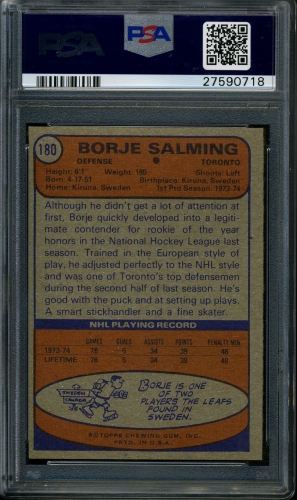 PSA
PSA
27590718
180
BORJE SALMING
DEFENSE
TORONTO
Height: 6'1" Weight: 185 Shoots: Left
Born: 4-17-51 Birthplace: Kiruna, Sweden
Home: Kiruna, Sweden 1st Pro Season: 1973-74
Although he didn't get a lot of attention at
first, Borje quickly developed into a legiti-
mate contender for rookie of the year
honors in the National Hockey League last
season. Trained in the European style of
play, he adjusted perfectly to the NHL style
and was one of Toronto's top defensemen
during the second half of last season. He's
good with the puck and at setting up plays.
A smart stickhandler and a fine skater.
NHL PLAYING RECORD
GAMES GOALS ASSISTS POINTS PENALTY MIN
1973-74 76 5 34 39 48
LIFETIME 76 5 34 39 48
SWEDEN
CANADA
BORJE IS ONE
OF TWO
PLAYERS THE LEAFS
FOUND IN
SWEDEN.
©TOPPS CHEWING GUM, INC.
PRTD. IN U.S.A.